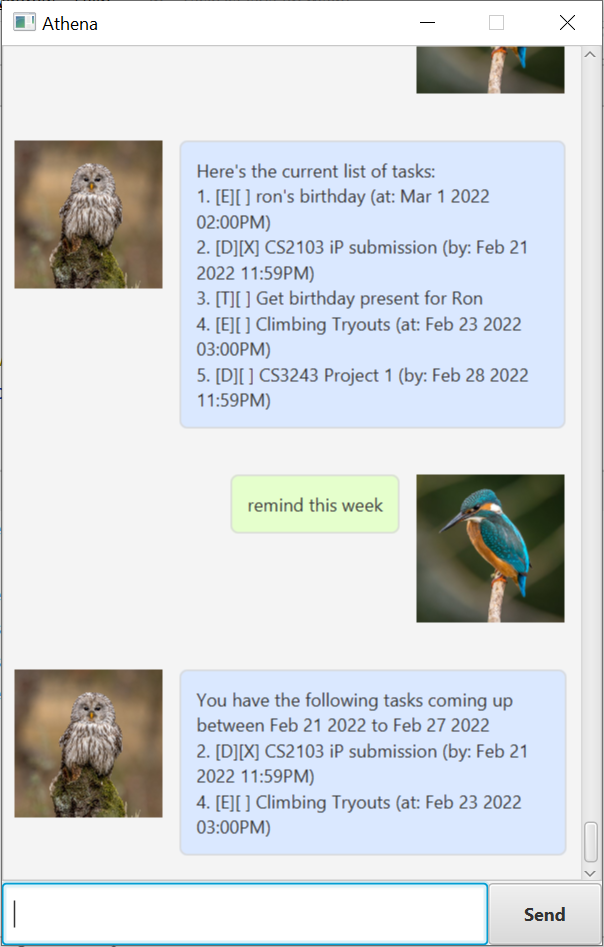 Athena
Here's the current list of tasks:
1. [E][ ] ron's birthday (at: Mar 1 2022
02:00PM)
2. [D][X] CS2103 iP submission (by: Feb 21
2022 11:59PM)
3. [T][ ] Get birthday present for Ron
4. [E][ ] Climbing Tryouts (at: Feb 23 2022
03:00PM)
5. [D][ ] CS3243 Project 1 (by: Feb 28 2022
11:59PM)
remind this week
You have the following tasks coming up
between Feb 21 2022 to Feb 27 2022
2. [D][X] CS2103 iP submission (by: Feb 21
2022 11:59PM)
4. [E][ ] Climbing Tryouts (at: Feb 23 2022
03:00PM)
Send